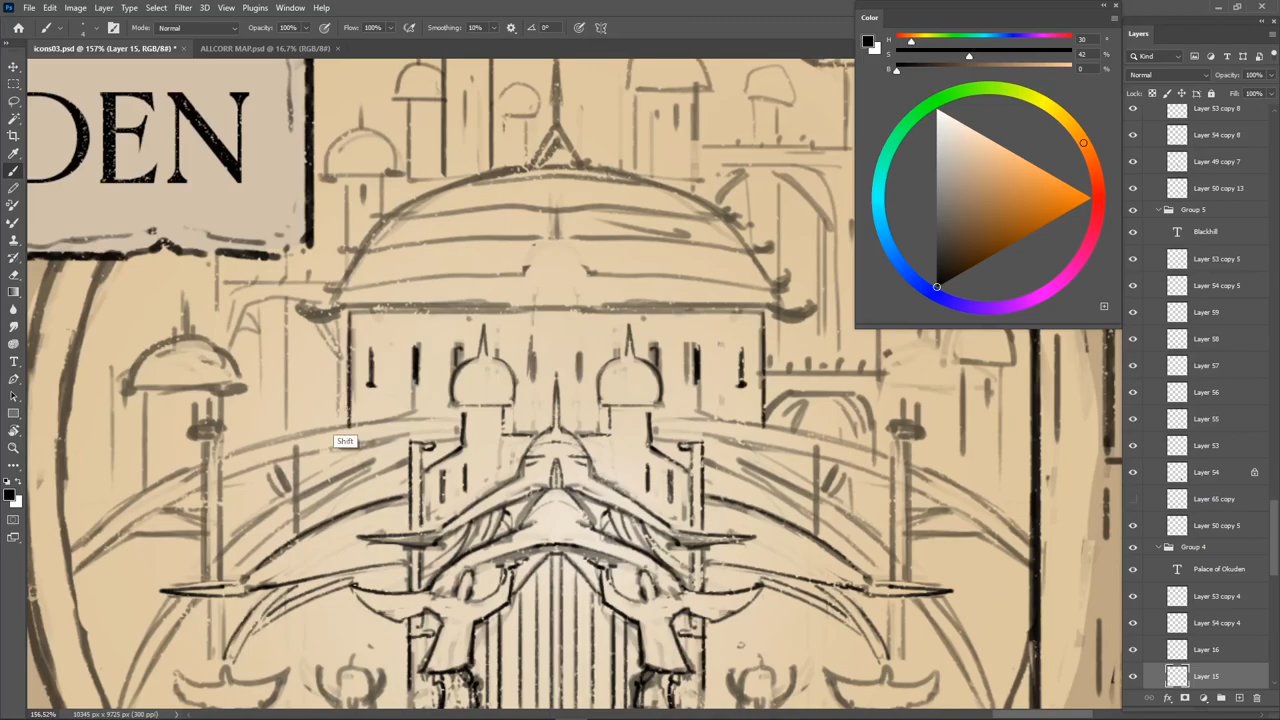 File Edit Image Layer Type Select Filter 3D View Plugins Window Help
Mode: Normal Opacity: 100% Flow: 100% Smoothing: 10% 0°
4
icons03.psd @ 157% (Layer 15, RGB/8#) * × ALLCORR MAP.psd @ 16,7% (RGB/8#) ×
DEN
Shift
156,52% 10345 px x 9725 px (300 ppi)
Color
H 30 °
S 42 %
B 0 %
Layers
Kind
Normal Opacity: 100%
Lock: Fill: 100%
Layer 53 copy 8
Layer 54 copy 8
Layer 49 copy 7
Layer 50 copy 13
Group 5
T Blackhill
Layer 53 copy 5
Layer 54 copy 5
Layer 59
Layer 58
Layer 57
Layer 56
Layer 55
Layer 53
Layer 54
Layer 65 copy
Layer 50 copy 5
Group 4
T Palace of Okuden
Layer 53 copy 4
Layer 54 copy 4
Layer 16
Layer 15
fx